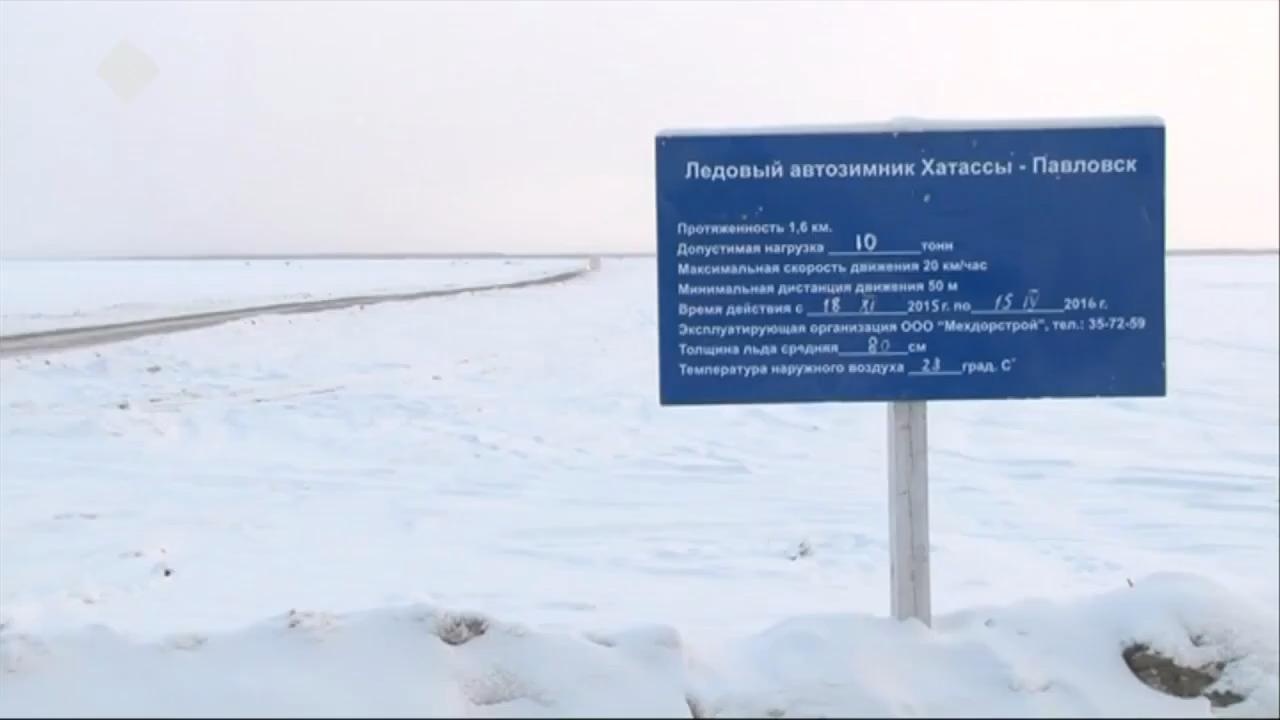 Ледовый автозимник Хатассы - Павловск
Протяженность 1,6 км.
Допустимая нагрузка 10 тонн
Максимальная скорость движения 20 км/час
Минимальная дистанция движения 50 м
Время действия с 18 XI 2015 г. по 15 IV 2016 г.
Эксплуатирующая организация ООО "Мехдорстрой", тел.: 35-72-59
Толщина льда средняя 80 см
Температура наружного воздуха 23 град. С°